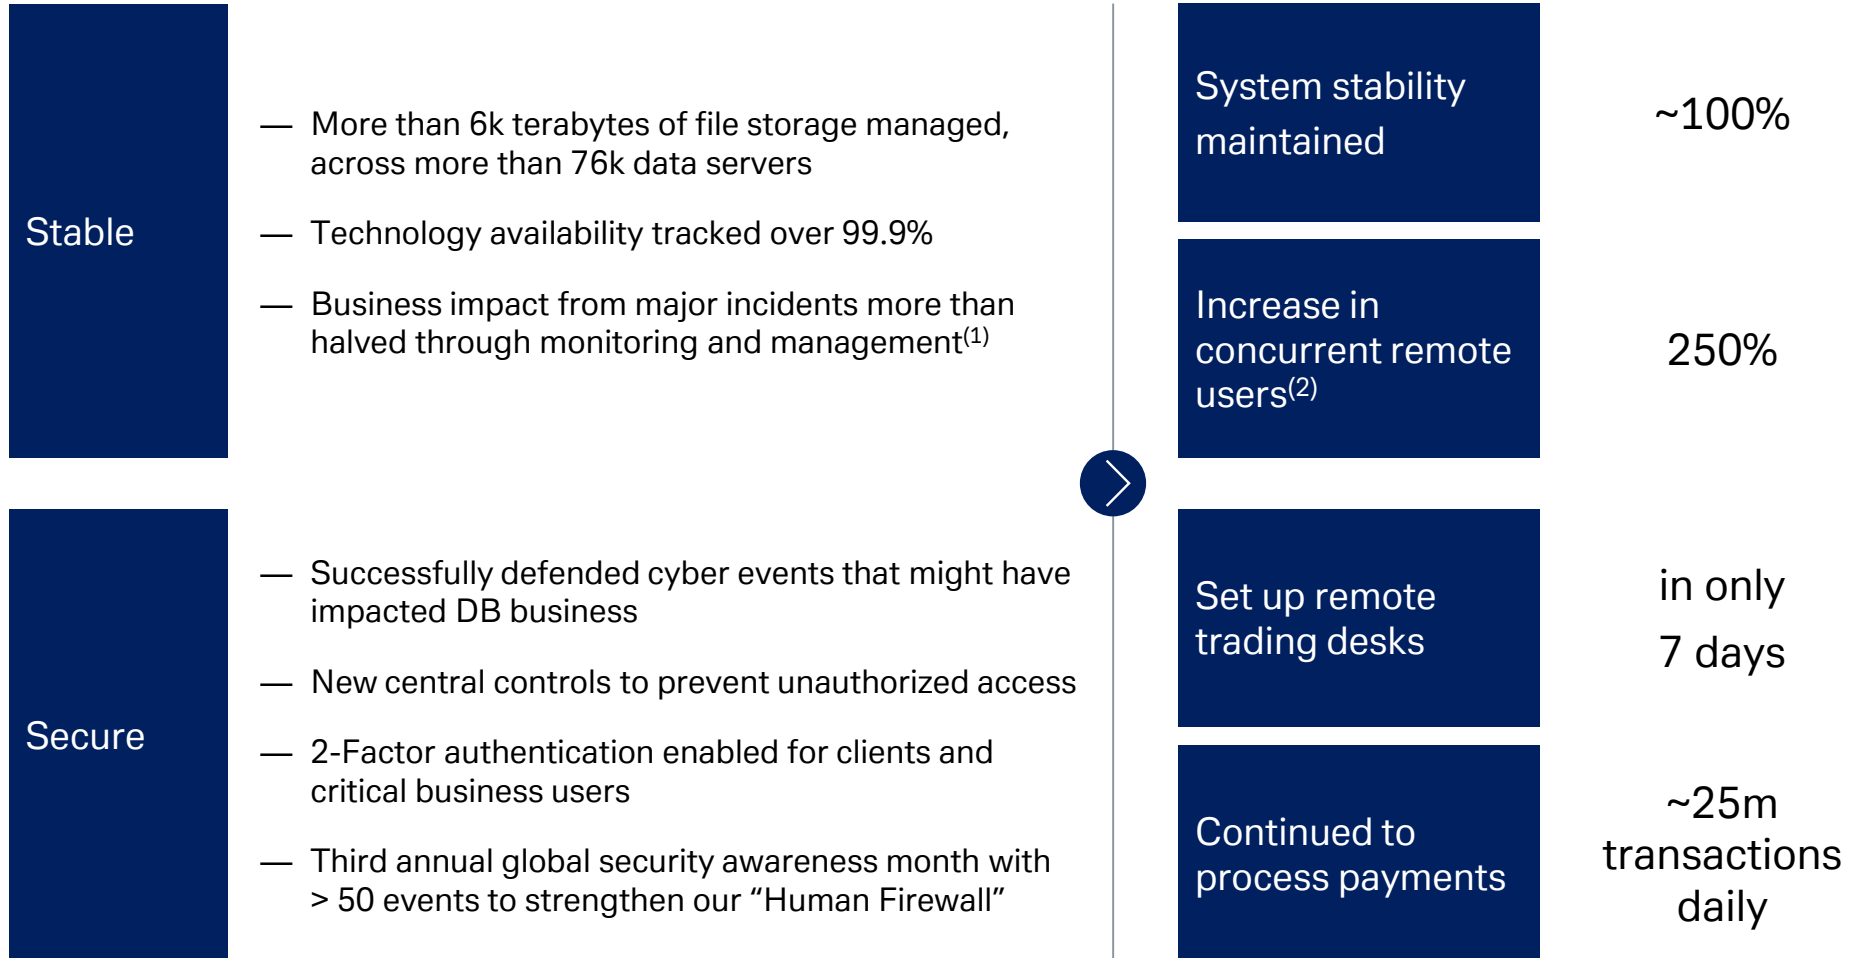 Stable
— More than 6k terabytes of file storage managed,
across more than 76k data servers
— Technology availability tracked over 99.9%
— Business impact from major incidents more than
halved through monitoring and management(1)
Secure
— Successfully defended cyber events that might have
impacted DB business
— New central controls to prevent unauthorized access
— 2-Factor authentication enabled for clients and
critical business users
— Third annual global security awareness month with
> 50 events to strengthen our “Human Firewall”
System stability
maintained
~100%
Increase in
concurrent remote
users(2)
250%
Set up remote
trading desks
in only
7 days
Continued to
process payments
~25m
transactions
daily